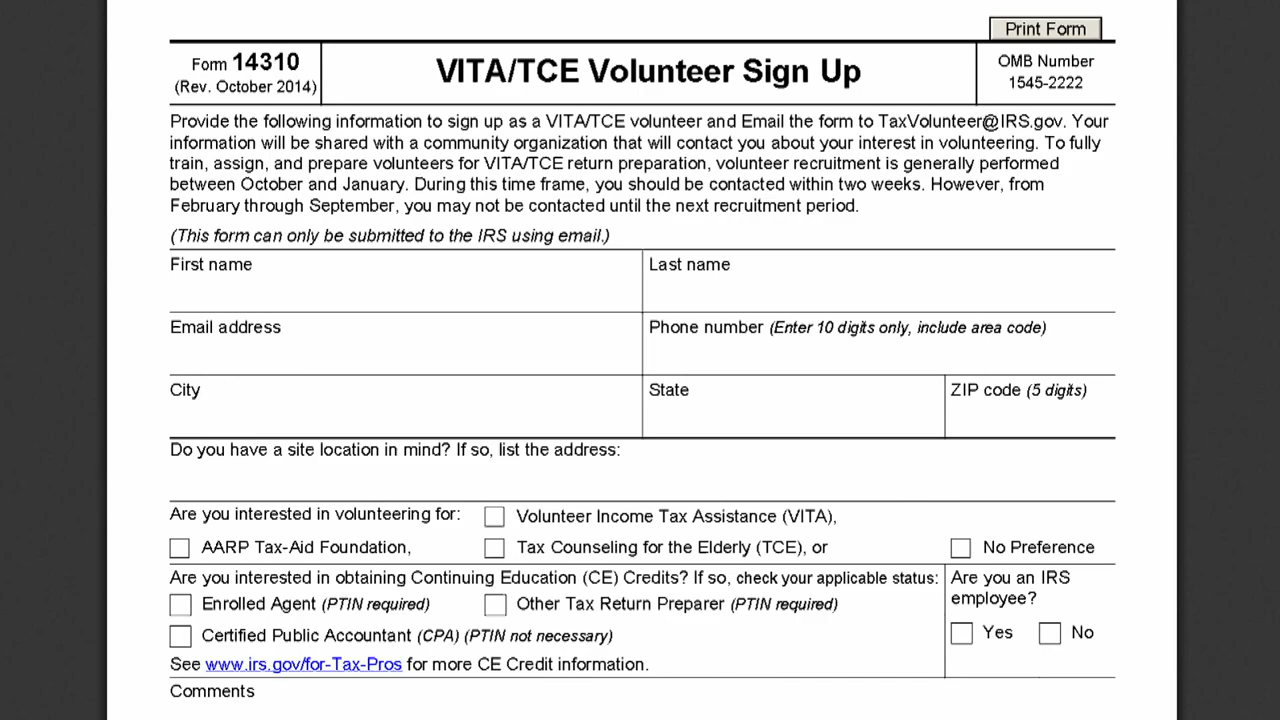 Print Form
Form 14310
(Rev. October 2014)
VITA/TCE Volunteer Sign Up
OMB Number
1545-2222
Provide the following information to sign up as a VITA/TCE volunteer and Email the form to TaxVolunteer@IRS.gov. Your
information will be shared with a community organization that will contact you about your interest in volunteering. To fully
train, assign, and prepare volunteers for VITA/TCE return preparation, volunteer recruitment is generally performed
between October and January. During this time frame, you should be contacted within two weeks. However, from
February through September, you may not be contacted until the next recruitment period.
(This form can only be submitted to the IRS using email.)
First name
Last name
Email address
Phone number (Enter 10 digits only, include area code)
City
State
ZIP code (5 digits)
Do you have a site location in mind? If so, list the address:
Are you interested in volunteering for:
Volunteer Income Tax Assistance (VITA),
AARP Tax-Aid Foundation,
Tax Counseling for the Elderly (TCE), or
No Preference
Are you interested in obtaining Continuing Education (CE) Credits? If so, check your applicable status:
Enrolled Agent (PTIN required)
Other Tax Return Preparer (PTIN required)
Certified Public Accountant (CPA) (PTIN not necessary)
See www.irs.gov/for-Tax-Pros for more CE Credit information.
Are you an IRS
employee?
Yes
No
Comments